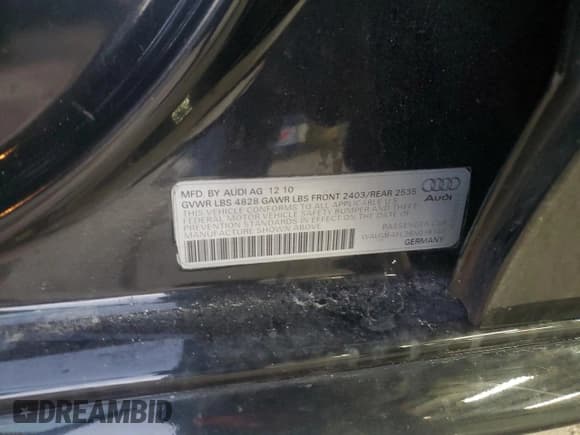 MFD. BY AUDI AG 12 10
GVWR LBS 4828 GAWR LBS FRONT 2403/REAR 2535
THIS VEHICLE CONFORMS TO ALL APPLICABLE U.S.
FEDERAL MOTOR VEHICLE SAFETY BUMPER AND THEFT
PREVENTION STANDARDS IN EFFECT ON THE DATE OF
MANUFACTURE SHOWN ABOVE.
Audi
PASSENGER CAR
GERMANY
DREAMBID